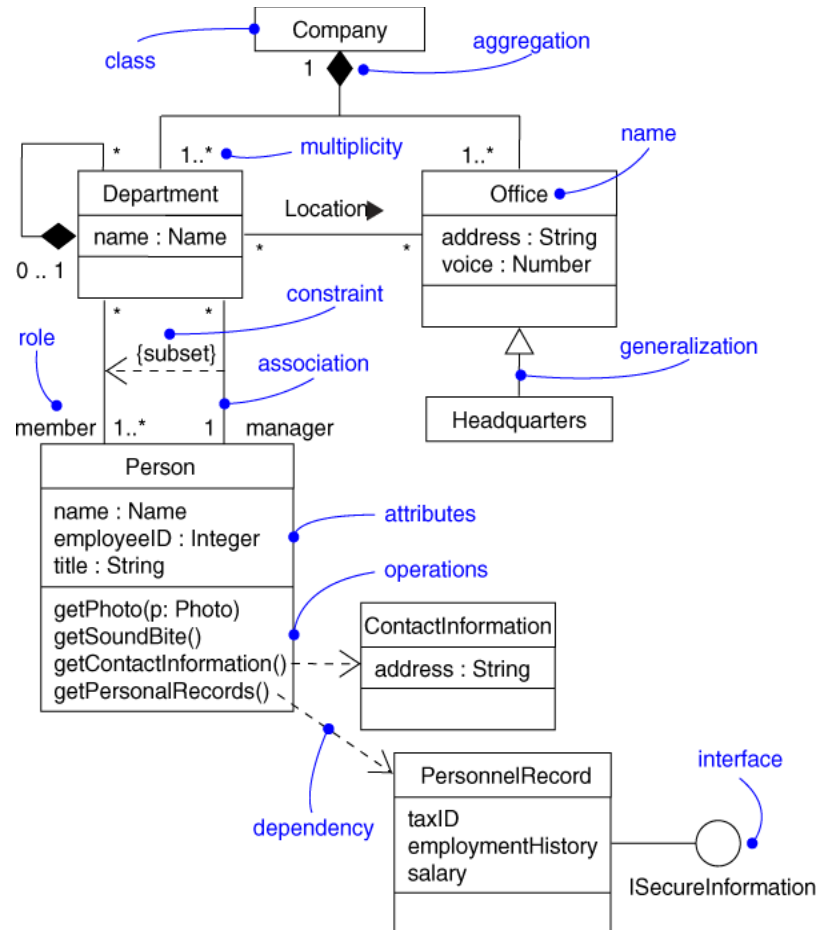 Company
class
aggregation
1
*
1..*
multiplicity
1..*
name
Department
Office
Location
name : Name
address : String
voice : Number
*
*
0 .. 1
*
*
constraint
role
{subset}
association
generalization
member
1..*
1
manager
Headquarters
Person
name : Name
employeeID : Integer
title : String
attributes
operations
getPhoto(p: Photo)
getSoundBite()
getContactInformation()
getPersonalRecords()
ContactInformation
address : String
PersonnelRecord
interface
taxID
employmentHistory
salary
dependency
ISecureInformation